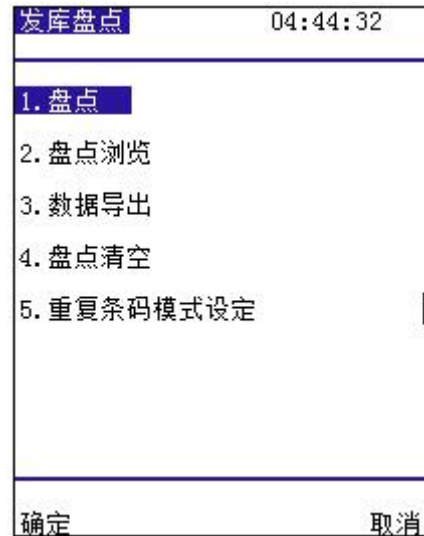 发库盘点 04:44:32
1.盘点
2.盘点浏览
3.数据导出
4.盘点清空
5.重复条码模式设定
确定 取消